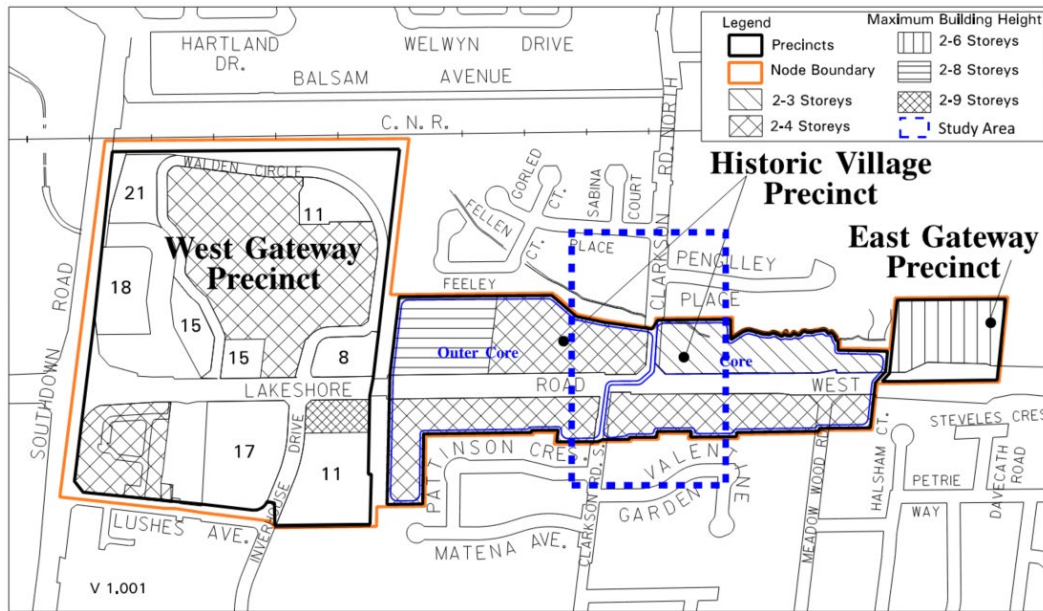 HARTLAND DR.
WELWYN DRIVE
BALSAM AVENUE
C. N. R.
Legend
Precincts
Node Boundary
2-3 Storeys
2-4 Storeys
Maximum Building Height
2-6 Storeys
2-8 Storeys
2-9 Storeys
Study Area
CLARKSON RD. NORTH
Historic Village
Precinct
WALDEN CIRCLE
21
11
West Gateway
Precinct
18
15
15
8
SOUTHDOWN ROAD
GORLED CT.
SABINA COURT
FELLEN CT.
PLACE
FEELEY
PENGILLEY
PLACE
East Gateway
Precinct
Outer Core
Core
LAKESHORE ROAD WEST
17
11
INVERHOUSE DRIVE
LUSHES AVE.
PATTINSON CRES.
CLARKSON RD. S.
VALENTINE
GARDEN
MATENA AVE.
MEADOW WOOD RD.
HALSHAM CT.
STEVELES CRES
PETRIE
WAY
DAVECATH ROAD
V 1.001